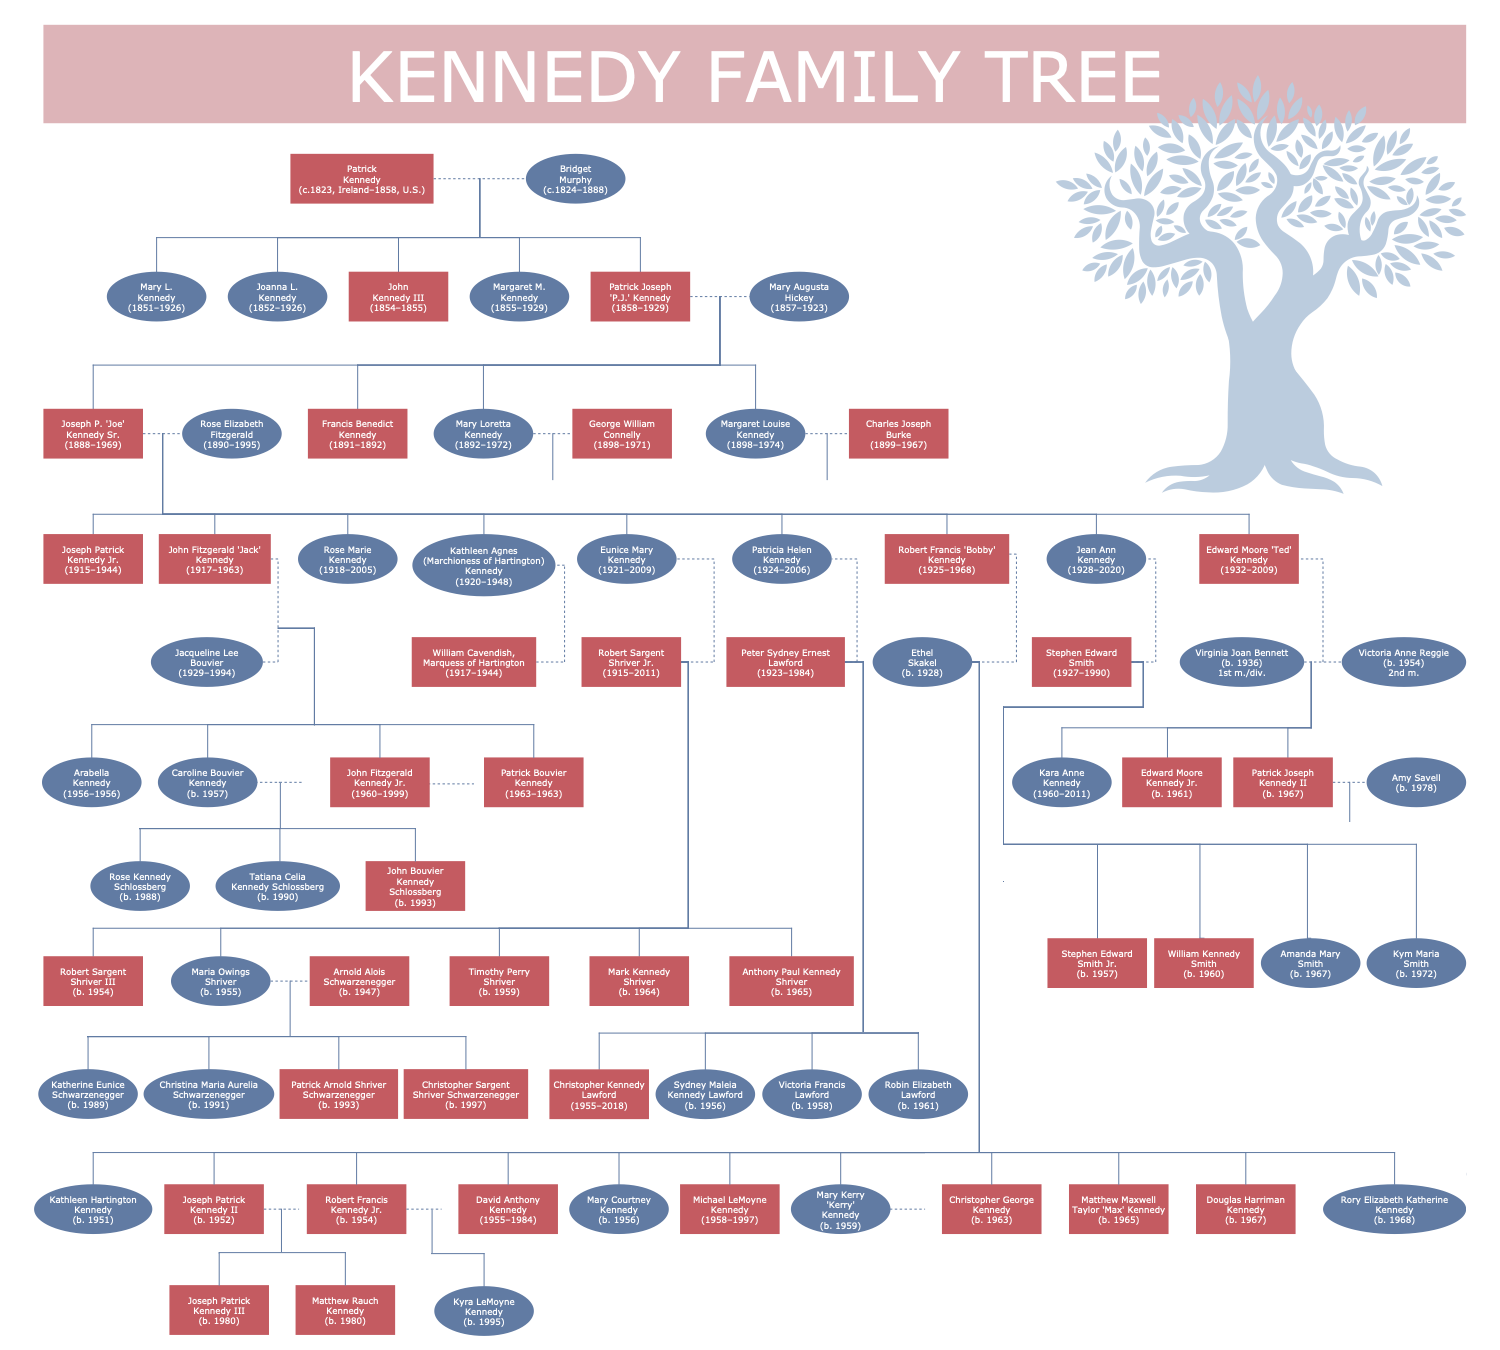 KENNEDY FAMILY TREE
Patrick
Kennedy
(c.1823, Ireland–1858, U.S.)
Bridget
Murphy
(c.1824–1888)
Mary L.
Kennedy
(1851–1926)
Joanna L.
Kennedy
(1852–1926)
John
Kennedy III
(1854–1855)
Margaret M.
Kennedy
(1855–1929)
Patrick Joseph
'P.J.' Kennedy
(1858–1929)
Mary Augusta
Hickey
(1857–1923)
Joseph P. 'Joe'
Kennedy Sr.
(1888–1969)
Rose Elizabeth
Fitzgerald
(1890–1995)
Francis Benedict
Kennedy
(1891–1892)
Mary Loretta
Kennedy
(1892–1972)
George William
Connelly
(1898–1971)
Margaret Louise
Kennedy
(1898–1974)
Charles Joseph
Burke
(1899–1967)
Joseph Patrick
Kennedy Jr.
(1915–1944)
John Fitzgerald 'Jack'
Kennedy
(1917–1963)
Rose Marie
Kennedy
(1918–2005)
Kathleen Agnes
(Marchioness of Hartington)
Kennedy
(1920–1948)
Eunice Mary
Kennedy
(1921–2009)
Patricia Helen
Kennedy
(1924–2006)
Robert Francis 'Bobby'
Kennedy
(1925–1968)
Jean Ann
Kennedy
(1928–2020)
Edward Moore 'Ted'
Kennedy
(1932–2009)
Jacqueline Lee
Bouvier
(1929–1994)
William Cavendish,
Marquess of Hartington
(1917–1944)
Robert Sargent
Shriver Jr.
(1915–2011)
Peter Sydney Ernest
Lawford
(1923–1984)
Ethel
Skakel
(b. 1928)
Stephen Edward
Smith
(1927–1990)
Virginia Joan Bennett
(b. 1936)
1st m./div.
Victoria Anne Reggie
(b. 1954)
2nd m.
Arabella
Kennedy
(1956–1956)
Caroline Bouvier
Kennedy
(b. 1957)
John Fitzgerald
Kennedy Jr.
(1960–1999)
Patrick Bouvier
Kennedy
(1963–1963)
Kara Anne
Kennedy
(1960–2011)
Edward Moore
Kennedy Jr.
(b. 1961)
Patrick Joseph
Kennedy II
(b. 1967)
Amy Savell
(b. 1978)
Rose Kennedy
Schlossberg
(b. 1988)
Tatiana Celia
Kennedy Schlossberg
(b. 1990)
John Bouvier
Kennedy
Schlossberg
(b. 1993)
Stephen Edward
Smith Jr.
(b. 1957)
William Kennedy
Smith
(b. 1960)
Amanda Mary
Smith
(b. 1967)
Kym Maria
Smith
(b. 1972)
Robert Sargent
Shriver III
(b. 1954)
Maria Owings
Shriver
(b. 1955)
Arnold Alois
Schwarzenegger
(b. 1947)
Timothy Perry
Shriver
(b. 1959)
Mark Kennedy
Shriver
(b. 1964)
Anthony Paul Kennedy
Shriver
(b. 1965)
Katherine Eunice
Schwarzenegger
(b. 1989)
Christina Maria Aurelia
Schwarzenegger
(b. 1991)
Patrick Arnold Shriver
Schwarzenegger
(b. 1993)
Christopher Sargent
Shriver Schwarzenegger
(b. 1997)
Christopher Kennedy
Lawford
(1955–2018)
Sydney Maleia
Kennedy Lawford
(b. 1956)
Victoria Francis
Lawford
(b. 1958)
Robin Elizabeth
Lawford
(b. 1961)
Kathleen Hartington
Kennedy
(b. 1951)
Joseph Patrick
Kennedy II
(b. 1952)
Robert Francis
Kennedy Jr.
(b. 1954)
David Anthony
Kennedy
(1955–1984)
Mary Courtney
Kennedy
(b. 1956)
Michael LeMoyne
Kennedy
(1958–1997)
Mary Kerry
'Kerry'
Kennedy
(b. 1959)
Christopher George
Kennedy
(b. 1963)
Matthew Maxwell
Taylor 'Max' Kennedy
(b. 1965)
Douglas Harriman
Kennedy
(b. 1967)
Rory Elizabeth Katherine
Kennedy
(b. 1968)
Joseph Patrick
Kennedy III
(b. 1980)
Matthew Rauch
Kennedy
(b. 1980)
Kyra LeMoyne
Kennedy
(b. 1995)